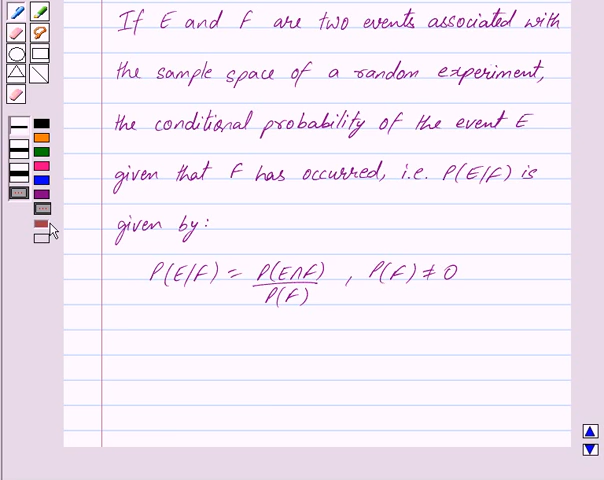 If E and F are two events associated with
the sample space of a random experiment,
the conditional probability of the event E
given that F has occurred, i.e. P(E/F) is
given by:
P(E/F) = P(E∩F)/P(F) , P(F) ≠ 0